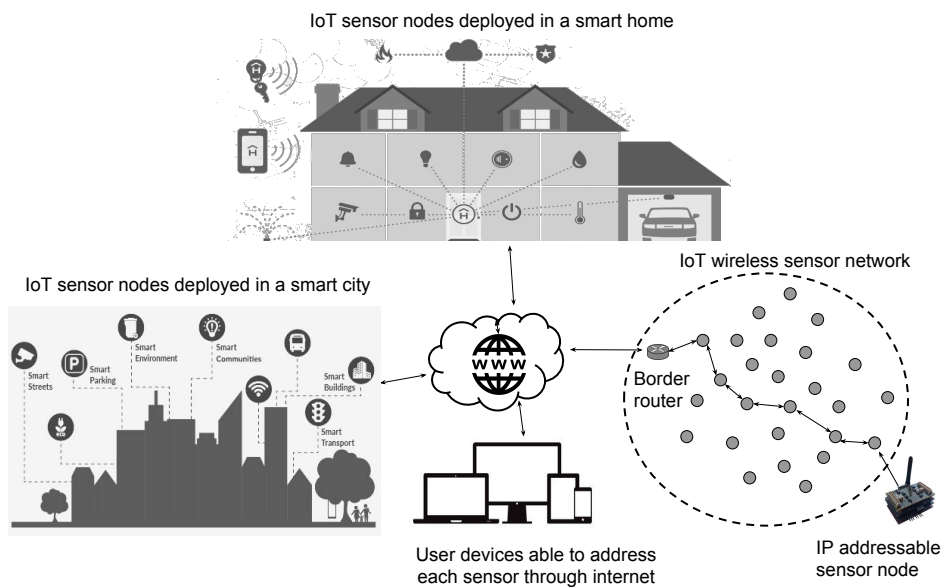 IoT sensor nodes deployed in a smart home
H
H
H
IoT wireless sensor network
IoT sensor nodes deployed in a smart city
Smart
Streets
P
Smart
Parking
Smart
Environment
Smart
Communities
Smart
Buildings
Smart
Transport
eco
WWW
Border
router
User devices able to address
each sensor through internet
IP addressable
sensor node